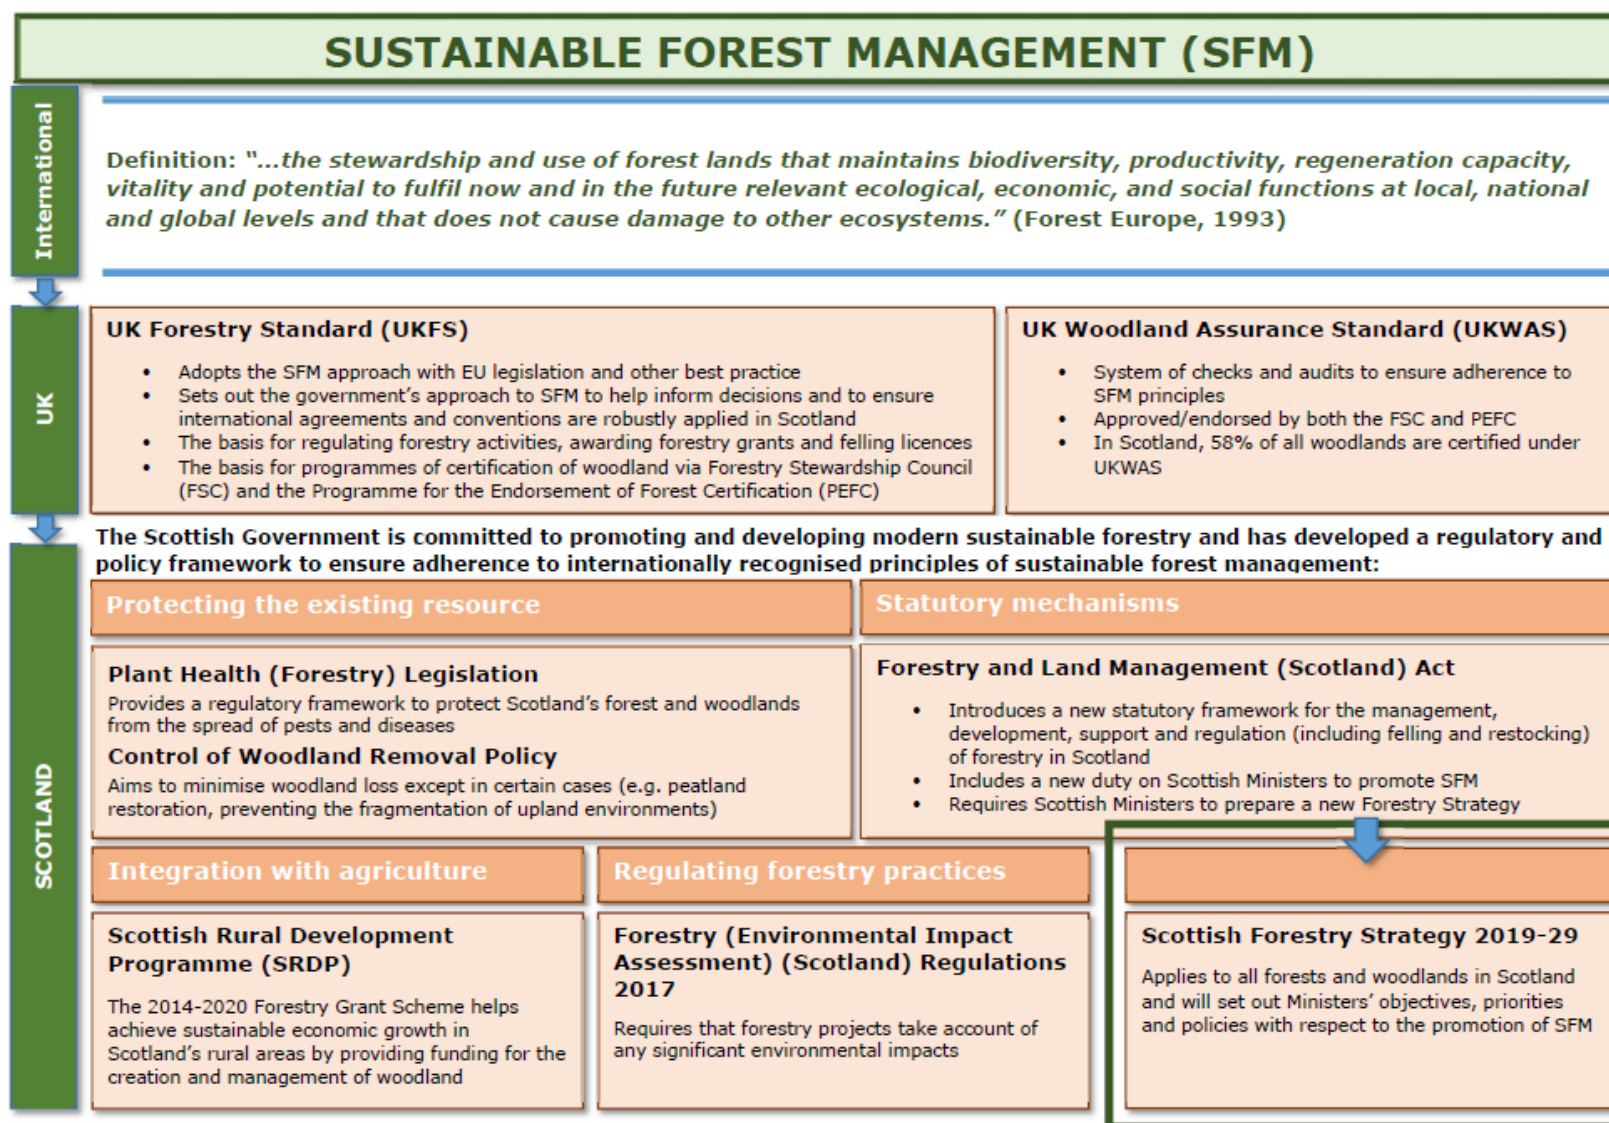 SUSTAINABLE FOREST MANAGEMENT (SFM)
International
Definition: “...the stewardship and use of forest lands that maintains biodiversity, productivity, regeneration capacity,
vitality and potential to fulfil now and in the future relevant ecological, economic, and social functions at local, national
and global levels and that does not cause damage to other ecosystems.” (Forest Europe, 1993)
UK
UK Forestry Standard (UKFS)
• Adopts the SFM approach with EU legislation and other best practice
• Sets out the government’s approach to SFM to help inform decisions and to ensure
international agreements and conventions are robustly applied in Scotland
• The basis for regulating forestry activities, awarding forestry grants and felling licences
• The basis for programmes of certification of woodland via Forestry Stewardship Council
(FSC) and the Programme for the Endorsement of Forest Certification (PEFC)
UK Woodland Assurance Standard (UKWAS)
• System of checks and audits to ensure adherence to
SFM principles
• Approved/endorsed by both the FSC and PEFC
• In Scotland, 58% of all woodlands are certified under
UKWAS
SCOTLAND
The Scottish Government is committed to promoting and developing modern sustainable forestry and has developed a regulatory and
policy framework to ensure adherence to internationally recognised principles of sustainable forest management:
Protecting the existing resource
Plant Health (Forestry) Legislation
Provides a regulatory framework to protect Scotland’s forest and woodlands
from the spread of pests and diseases
Control of Woodland Removal Policy
Aims to minimise woodland loss except in certain cases (e.g. peatland
restoration, preventing the fragmentation of upland environments)
Statutory mechanisms
Forestry and Land Management (Scotland) Act
• Introduces a new statutory framework for the management,
development, support and regulation (including felling and restocking)
of forestry in Scotland
• Includes a new duty on Scottish Ministers to promote SFM
• Requires Scottish Ministers to prepare a new Forestry Strategy
Integration with agriculture
Scottish Rural Development
Programme (SRDP)
The 2014-2020 Forestry Grant Scheme helps
achieve sustainable economic growth in
Scotland’s rural areas by providing funding for the
creation and management of woodland
Regulating forestry practices
Forestry (Environmental Impact
Assessment) (Scotland) Regulations
2017
Requires that forestry projects take account of
any significant environmental impacts
Scottish Forestry Strategy 2019-29
Applies to all forests and woodlands in Scotland
and will set out Ministers’ objectives, priorities
and policies with respect to the promotion of SFM